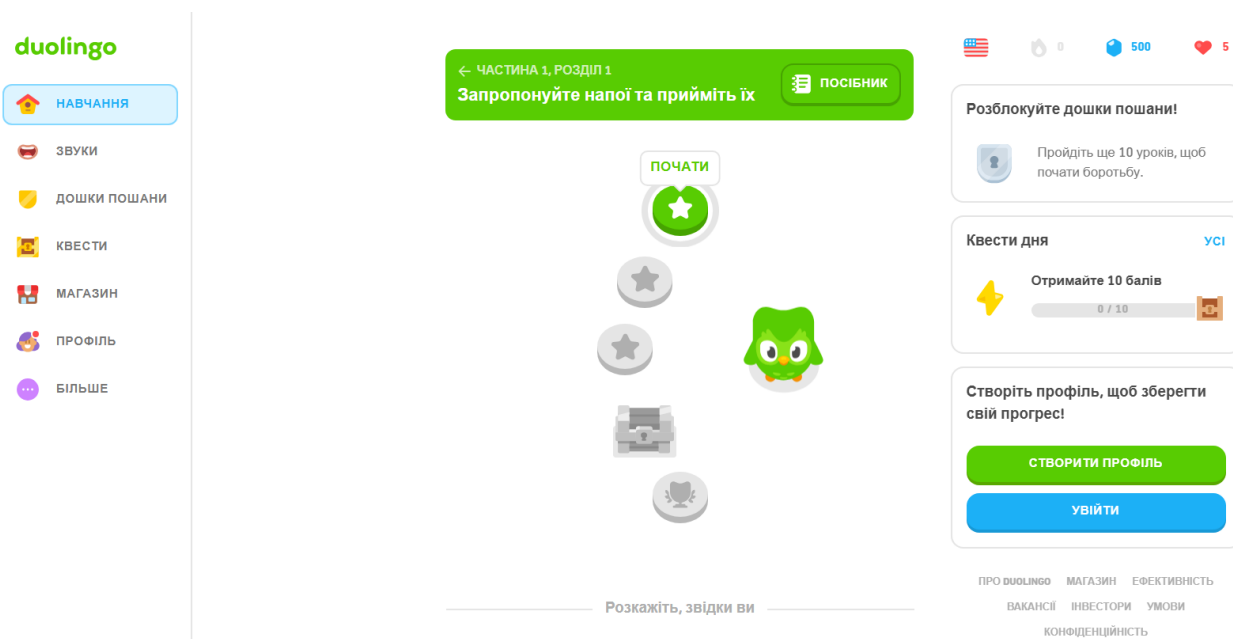 duolingo
НАВЧАННЯ
ЗВУКИ
ДОШКИ ПОШАНИ
КВЕСТИ
МАГАЗИН
ПРОФІЛЬ
БІЛЬШЕ
← ЧАСТИНА 1, РОЗДІЛ 1
Запропонуйте напої та прийміть їх
ПОСІБНИК
ПОЧАТИ
Розкажіть, звідки ви
0
500
5
Розблокуйте дошки пошани!
Пройдіть ще 10 уроків, щоб
почати боротьбу.
Квести дня
УСІ
Отримайте 10 балів
0 / 10
Створіть профіль, щоб зберегти
свій прогрес!
СТВОРИТИ ПРОФІЛЬ
УВІЙТИ
ПРО DUOLINGO МАГАЗИН ЕФЕКТИВНІСТЬ
ВАКАНСІЇ ІНВЕСТОРИ УМОВИ
КОНФІДЕНЦІЙНІСТЬ